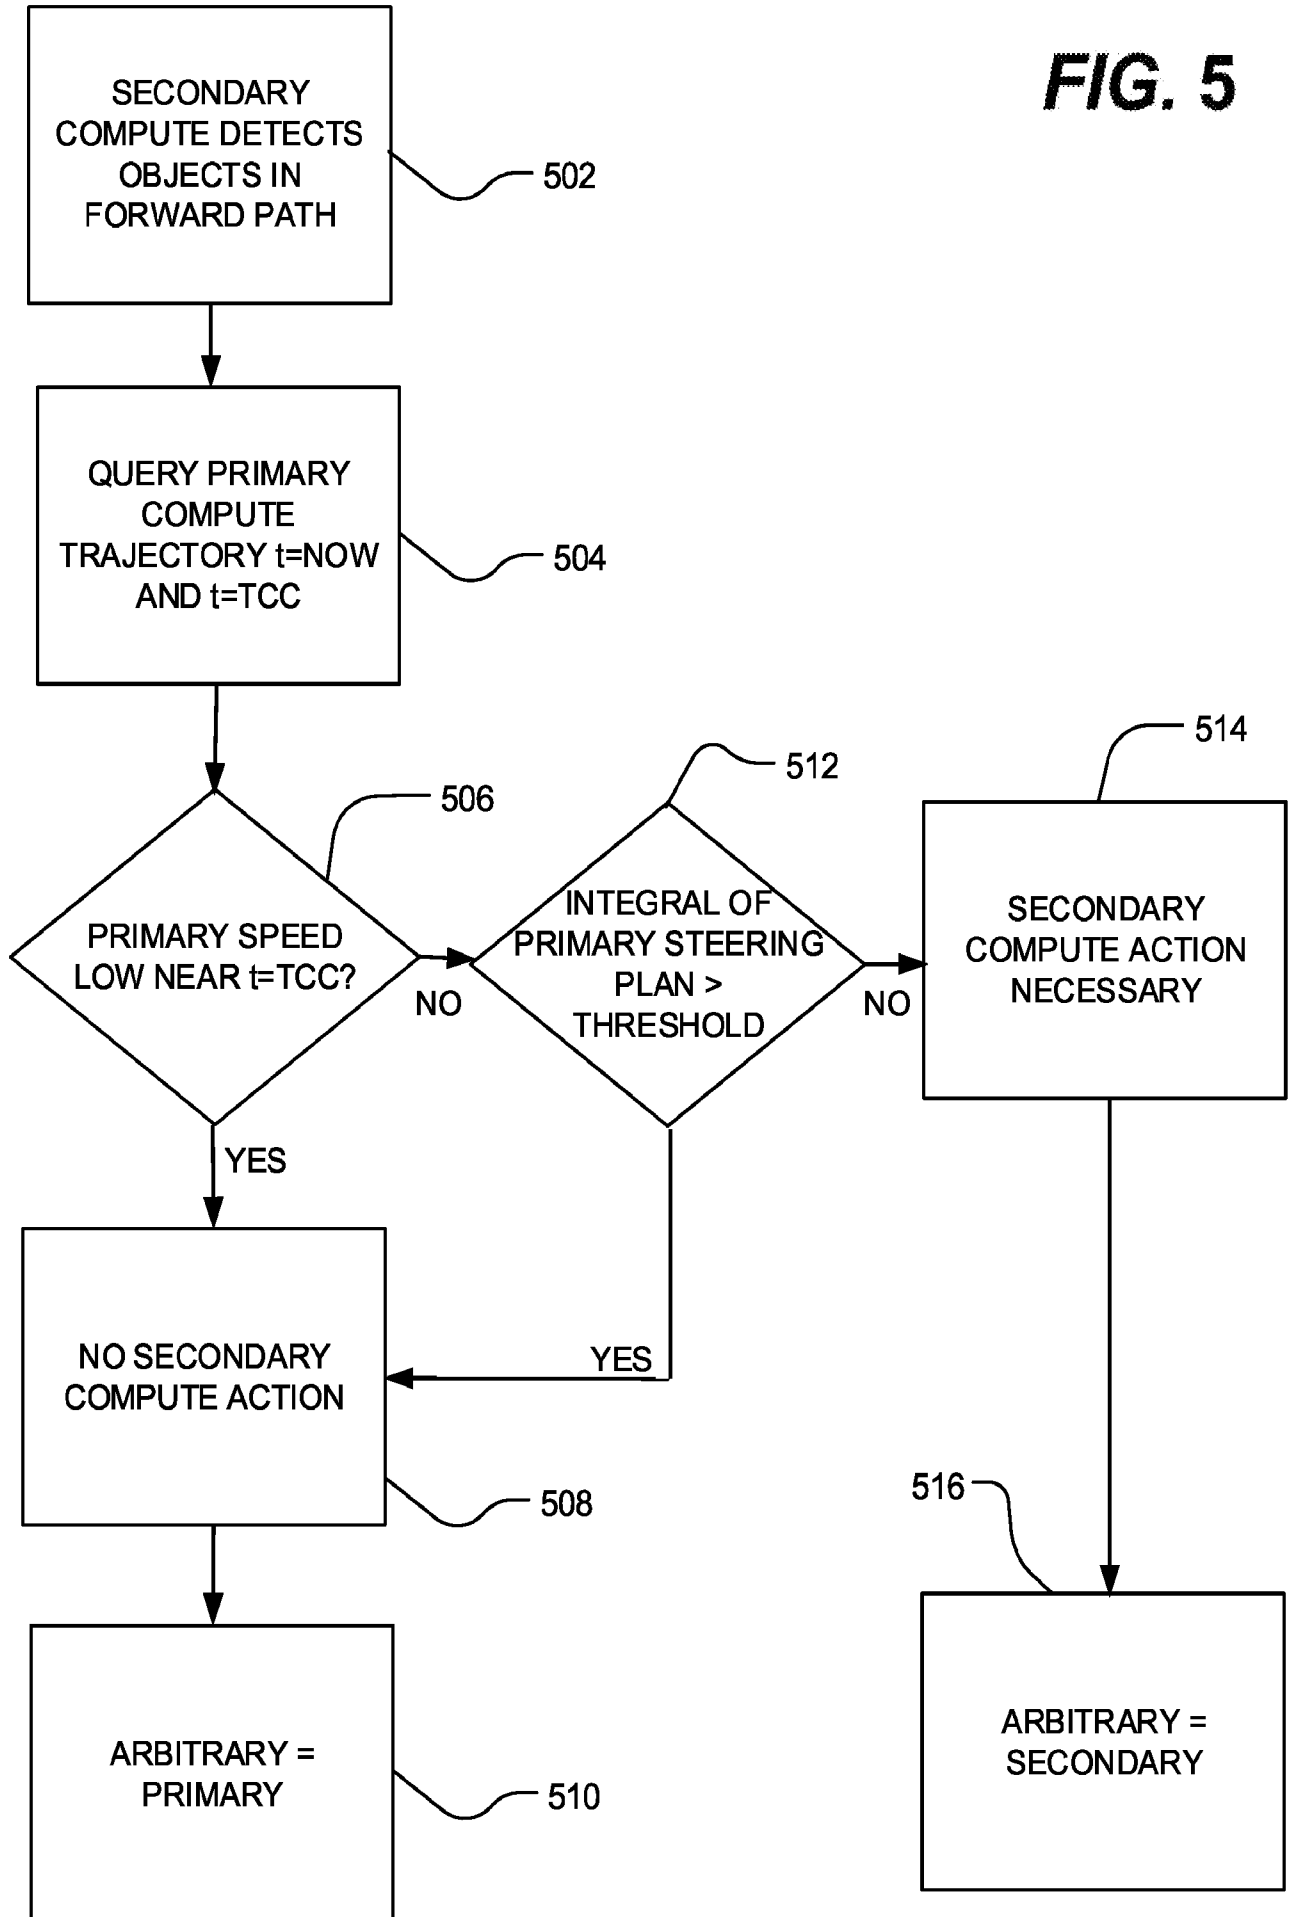 FIG. 5
SECONDARY
COMPUTE DETECTS
OBJECTS IN
FORWARD PATH
502
QUERY PRIMARY
COMPUTE
TRAJECTORY t=NOW
AND t=TCC
504
PRIMARY SPEED
LOW NEAR t=TCC?
506
NO
YES
INTEGRAL OF
PRIMARY STEERING
PLAN >
THRESHOLD
512
NO
YES
SECONDARY
COMPUTE ACTION
NECESSARY
514
NO SECONDARY
COMPUTE ACTION
508
ARBITRARY =
PRIMARY
510
ARBITRARY =
SECONDARY
516